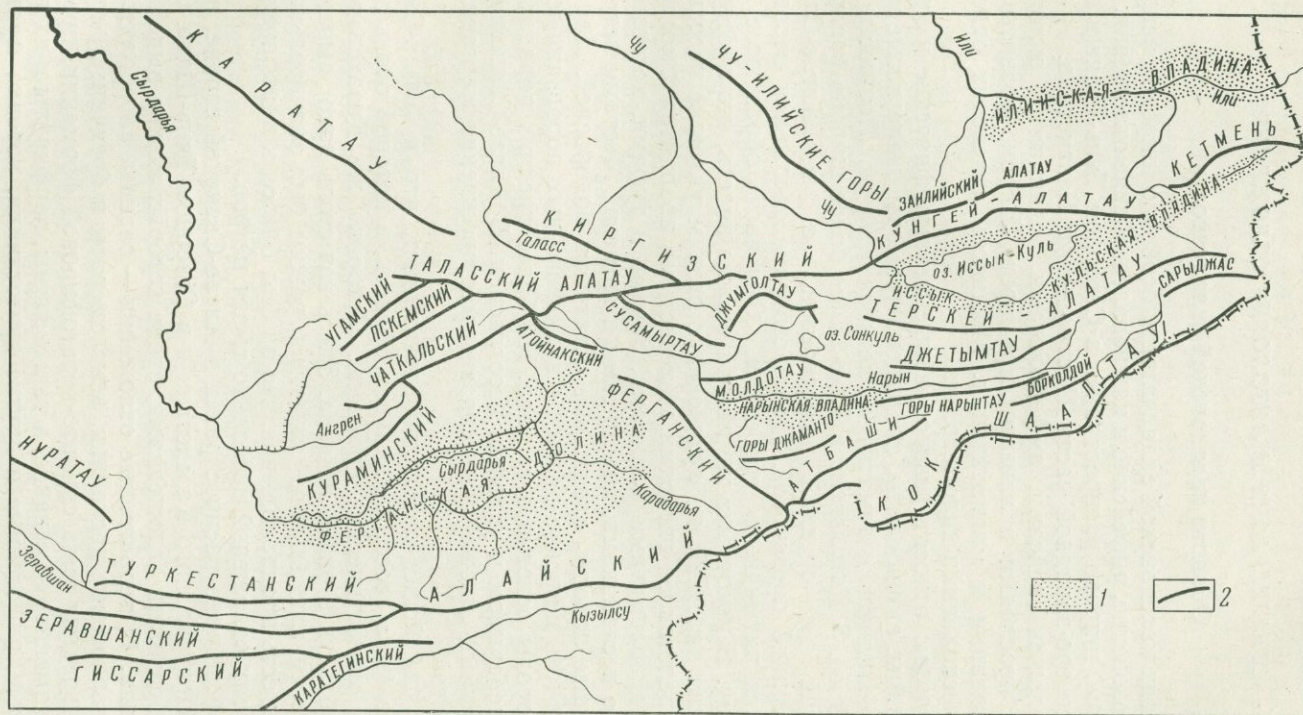 КАРАТАУ
Сырдарья
Чу
ЧУ-ИЛИЙСКИЕ ГОРЫ
Или
ИЛИЙСКАЯ ВПАДИНА
Или
КЕТМЕНЬ
ЗАИЛИЙСКИЙ АЛАТАУ
КУНГЕЙ-АЛАТАУ
Чу
КИРГИЗСКИЙ
Таласс
ТАЛАССКИЙ АЛАТАУ
оз. Иссык-Куль
ИССЫК-КУЛЬСКАЯ ВПАДИНА
ТЕРСКЕЙ-АЛАТАУ
САРЫДЖАС
УГАМСКИЙ
ПСКЕМСКИЙ
ЧАТКАЛЬСКИЙ
АТОЙНАКСКИЙ
СУСАМЫРТАУ
ДЖУМГОЛТАУ
оз. Сонкуль
ДЖЕТЫМТАУ
МОЛДОТАУ
Нарын
НАРЫНСКАЯ ВПАДИНА
ГОРЫ НАРЫНТАУ
БОРКОЛДОЙ
ГОРЫ ДЖАМАНТО
АТБАШИ
КОКШААЛТАУ
ФЕРГАНСКИЙ
Ангрен
КУРАМИНСКИЙ
Сырдарья
ФЕРГАНСКАЯ ДОЛИНА
Карадарья
НУРАТАУ
Зеравшан
ТУРКЕСТАНСКИЙ
АЛАЙСКИЙ
Кызылсу
ЗЕРАВШАНСКИЙ
ГИССАРСКИЙ
КАРАТЕГИНСКИЙ
1
2